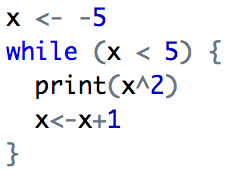 x <- -5
while (x < 5) {
  print(x^2)
  x<-x+1
}